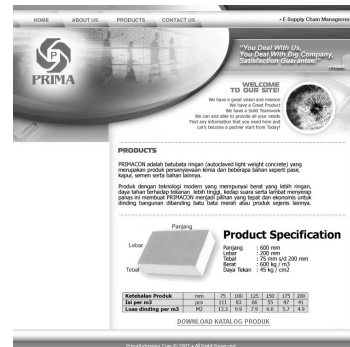 HOME
ABOUT US
PRODUCTS
CONTACT US
• E-Supply Chain Manageme
"You Deal With Us,
You Deal With Big Company,
Satisfaction Guarantee!"
-PRIMA
P
PRIMA
WELCOME
TO OUR SITE!
We have a great vision and mission
We have a Great Product
We have a Solid Teamwork
We can and able to provide all your needs
Find any information that you need here and
Let's become a partner start from Today!
PRODUCTS
PRIMACON adalah batubata ringan (autoclaved light weight concrete) yang
merupakan produk persenyawaan kimia dari beberapa bahan seperti pasir,
kapur, semen serta bahan lainnya.
Produk dengan teknologi modern yang mempunyai berat yang lebih ringan,
daya tahan terhadap tekanan lebih tinggi, kedap suara serta lambat menyerap
panas ini membuat PRIMACON menjadi pilihan yang tepat dan ekonomis untuk
dinding bangunan dibanding batu bata merah atau produk sejenis lainnya.
Panjang
Lebar
Tebal
Product Specification
Panjang : 600 mm
Lebar : 200 mm
Tebal : 75 mm s/d 200 mm
Berat : 600 kg / m3
Daya Tekan : 45 kg / cm2
Ketebalan Produk mm 75 100 125 150 175 200
Isi per m3 pcs 111 83 66 55 47 41
Luas dinding per m3 M2 13.3 9.9 7.9 6.6 5.7 4.9
DOWNLOAD KATALOG PRODUK